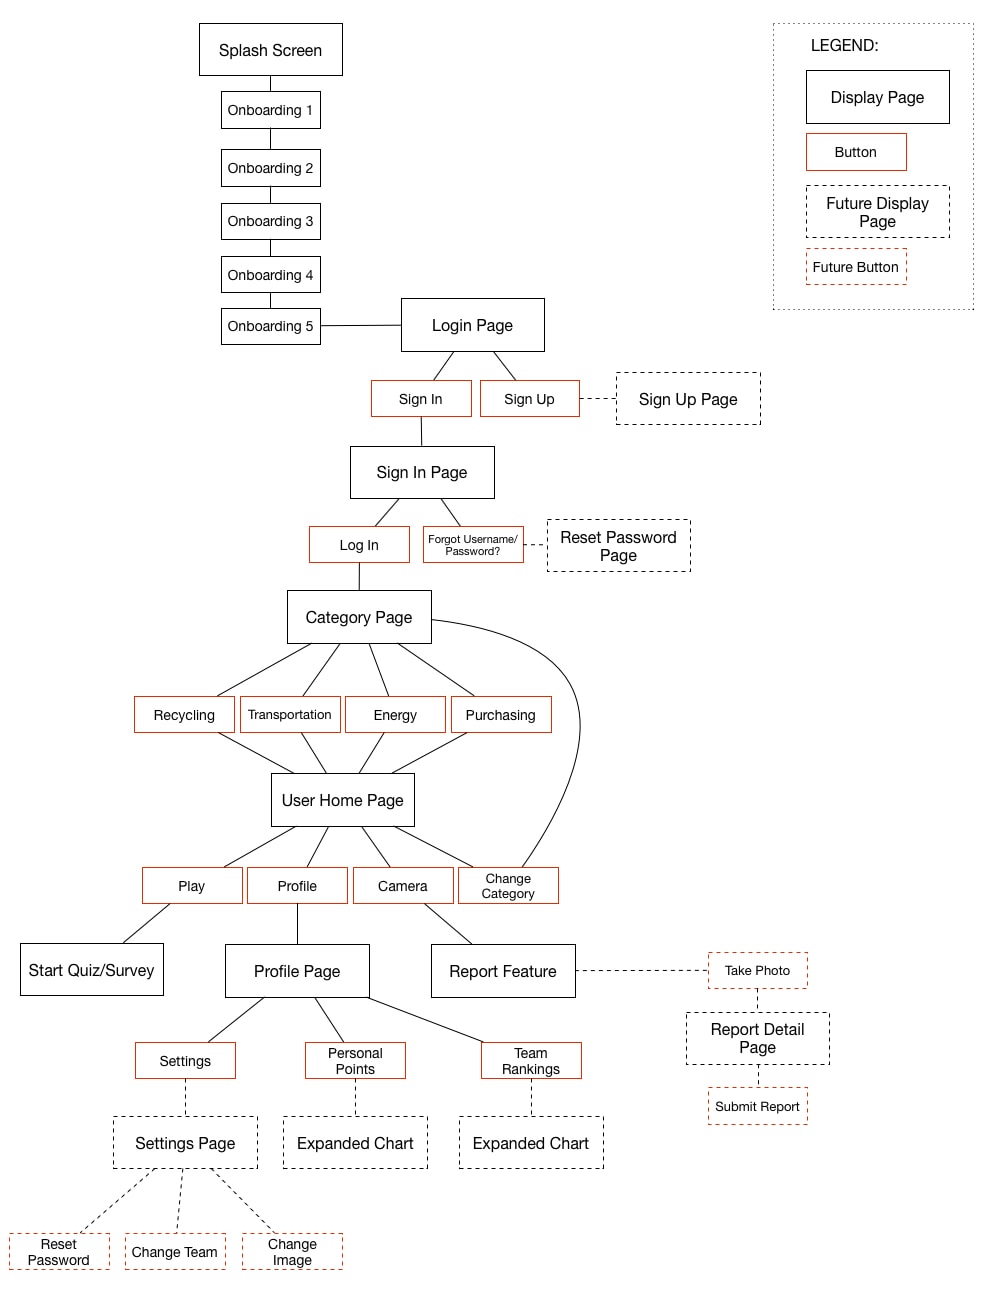 Splash Screen
LEGEND:
Display Page
Button
Future Display
Page
Future Button
Onboarding 1
Onboarding 2
Onboarding 3
Onboarding 4
Onboarding 5
Login Page
Sign In
Sign Up
Sign Up Page
Sign In Page
Log In
Forgot Username/
Password?
Reset Password
Page
Category Page
Recycling
Transportation
Energy
Purchasing
User Home Page
Play
Profile
Camera
Change
Category
Start Quiz/Survey
Profile Page
Report Feature
Take Photo
Report Detail
Page
Submit Report
Settings
Personal
Points
Team
Rankings
Settings Page
Expanded Chart
Expanded Chart
Reset
Password
Change Team
Change
Image